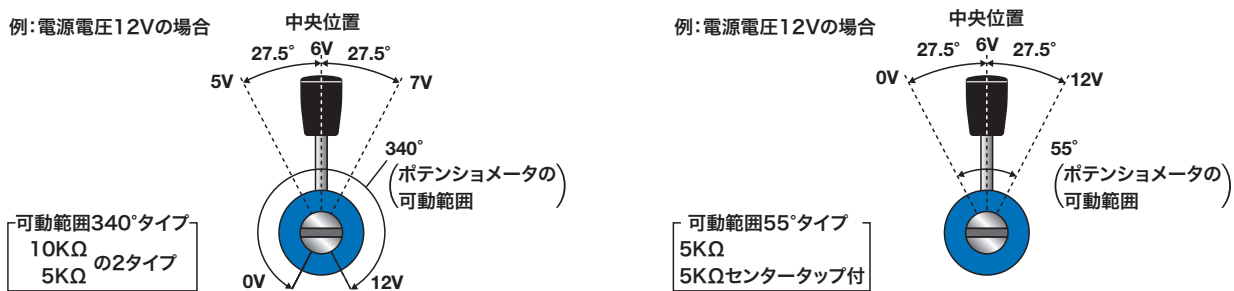 例：電源電圧12Vの場合
中央位置
27.5° 6V 27.5°
5V
7V
340°
(ポテンショメータの
可動範囲)
可動範囲340°タイプ
10KΩ
5KΩ
の2タイプ
0V
12V
例：電源電圧12Vの場合
中央位置
27.5° 6V 27.5°
0V
12V
55°
(ポテンショメータの
可動範囲)
可動範囲55°タイプ
5KΩ
5KΩセンタータップ付